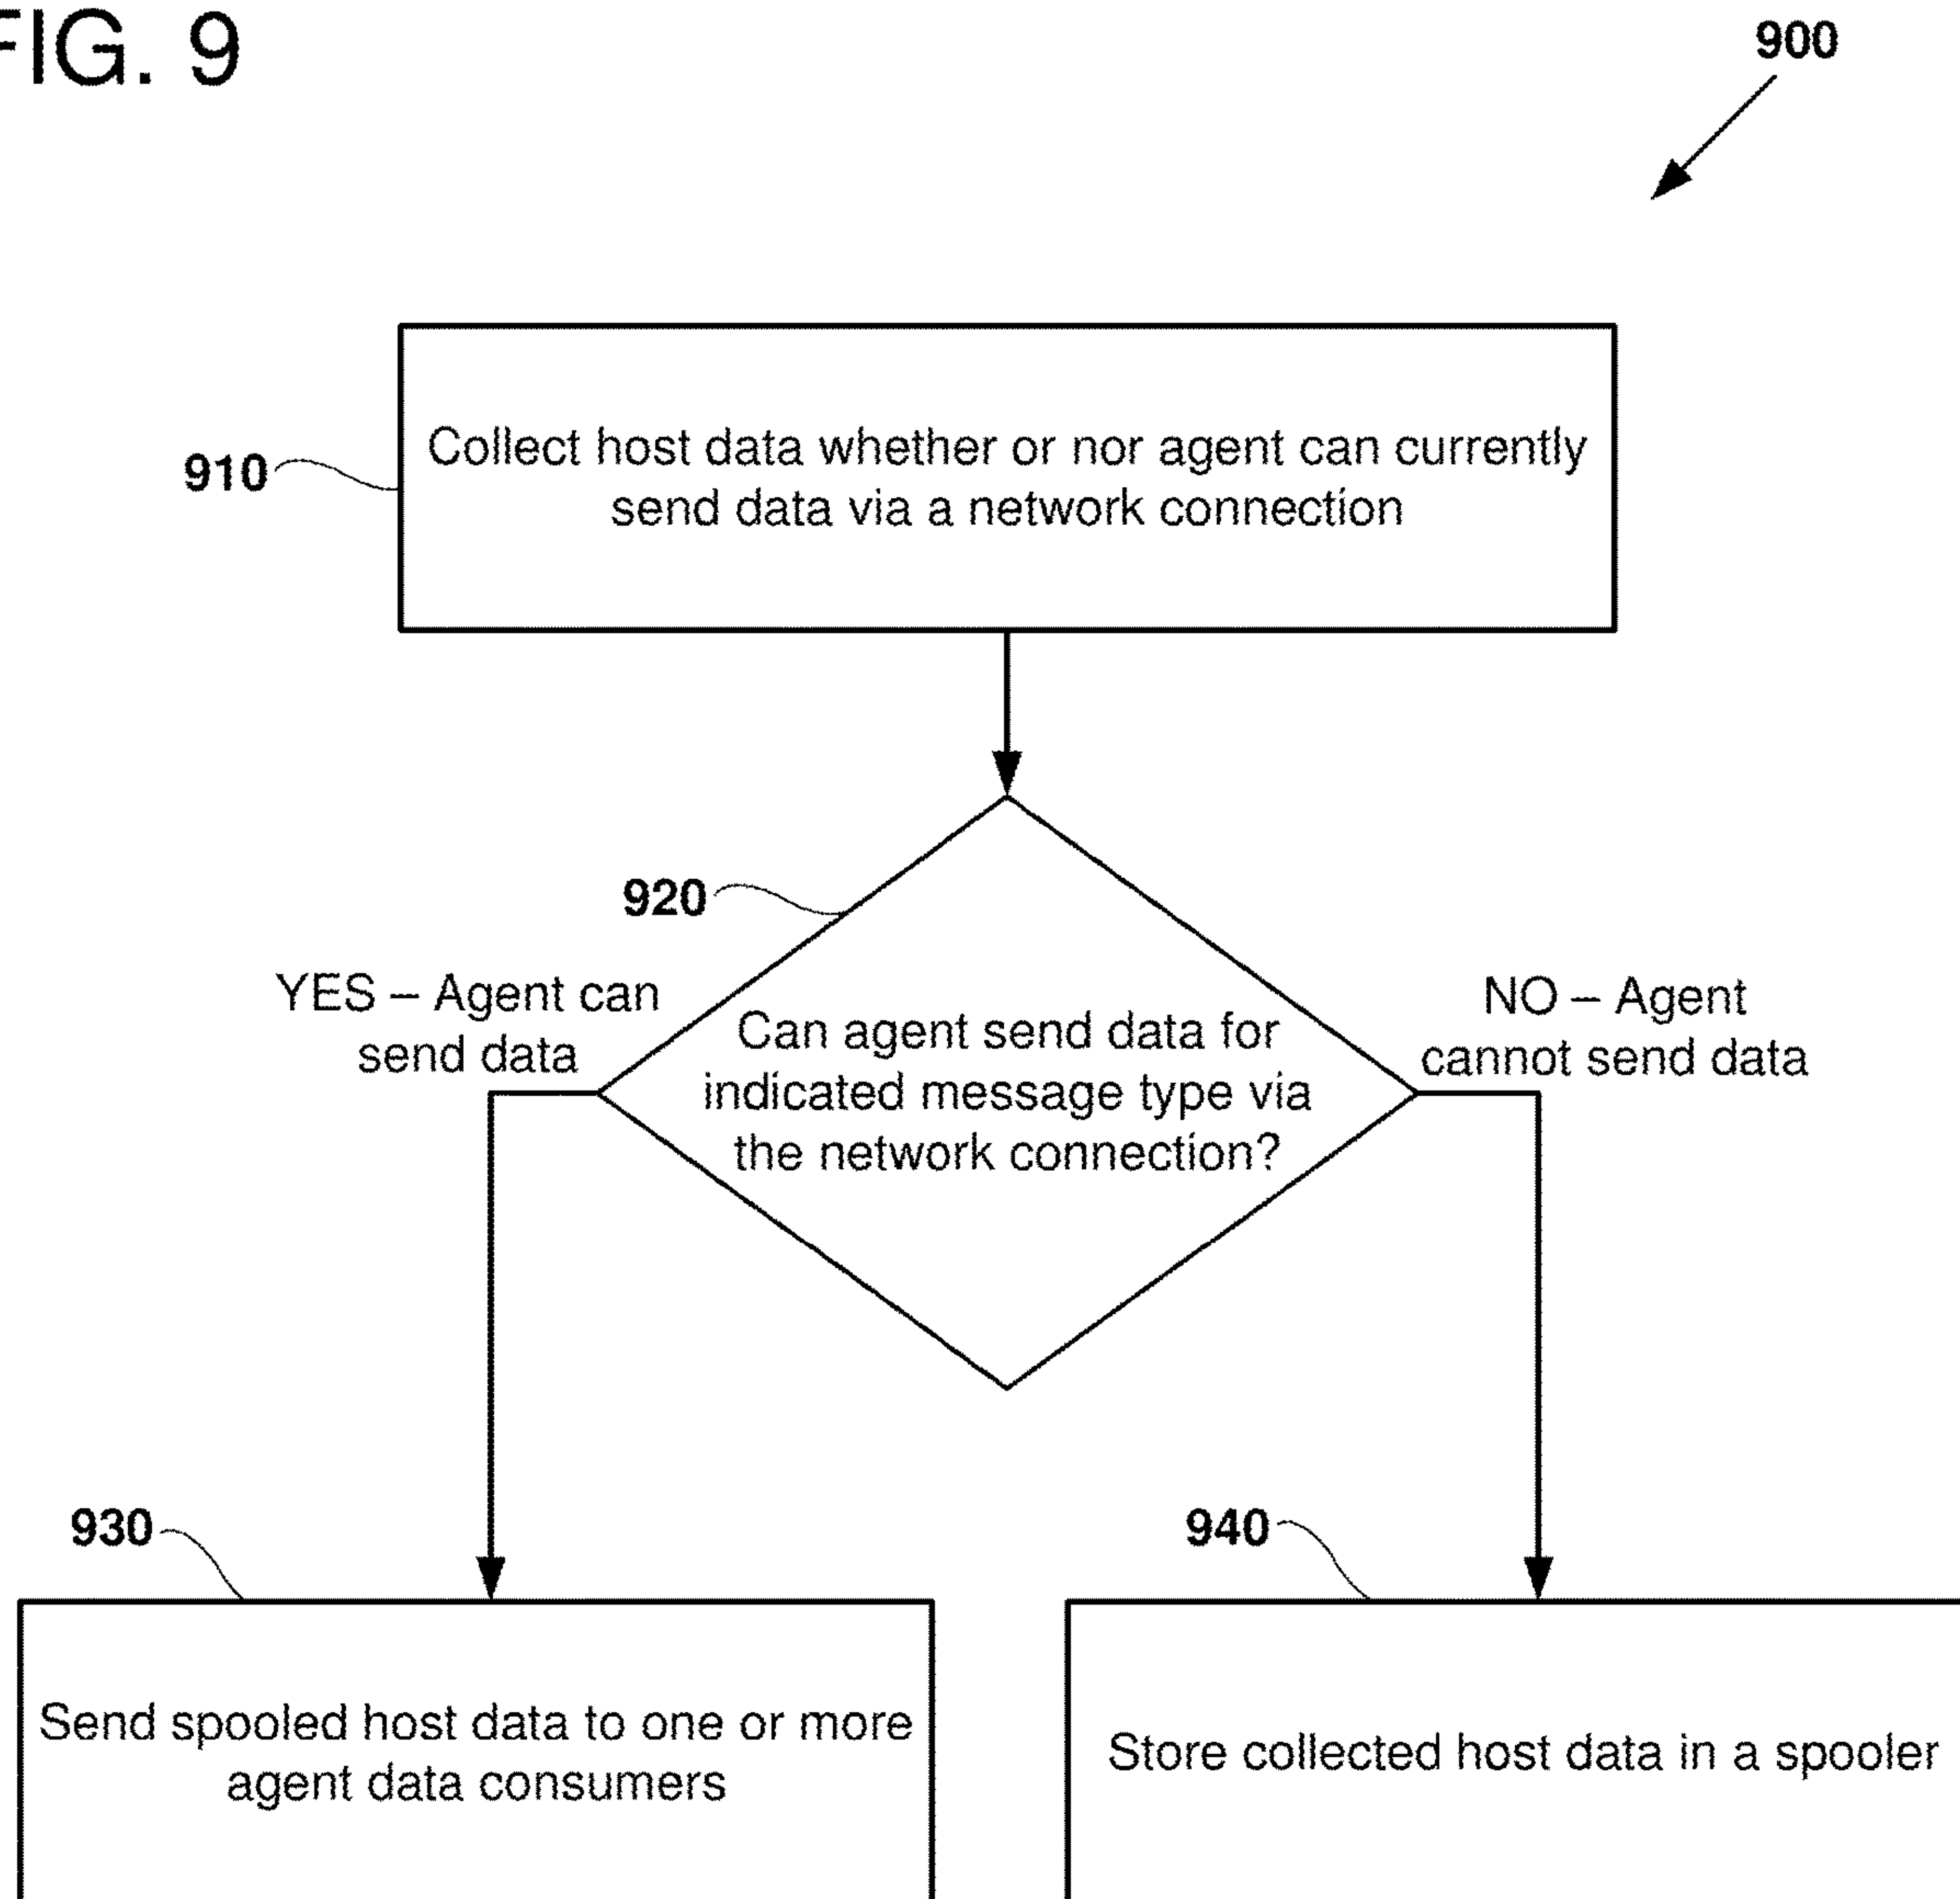 FIG. 9
900
910
Collect host data whether or nor agent can currently
send data via a network connection
920
YES – Agent can
send data
Can agent send data for
indicated message type via
the network connection?
NO – Agent
cannot send data
930
Send spooled host data to one or more
agent data consumers
940
Store collected host data in a spooler